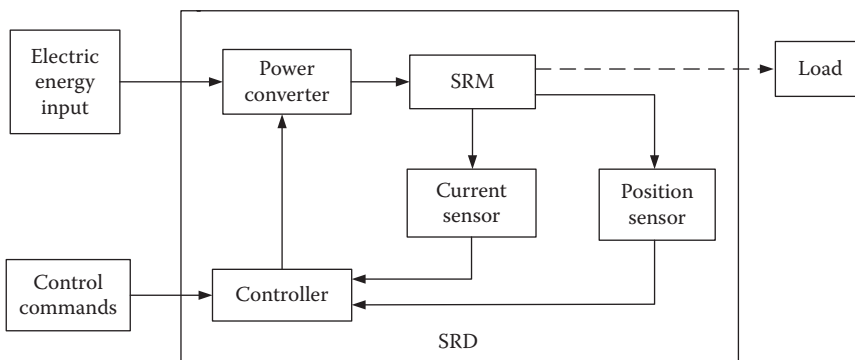 Electric
energy
input
Power
converter
SRM
Load
Current
sensor
Position
sensor
Control
commands
Controller
SRD